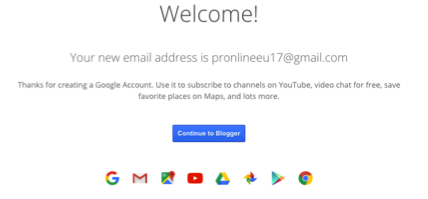 Welcome!
Your new email address is pronlineeu17@gmail.com
Thanks for creating a Google Account. Use it to subscribe to channels on YouTube, video chat for free, save
favorite places on Maps, and lots more.
Continue to Blogger